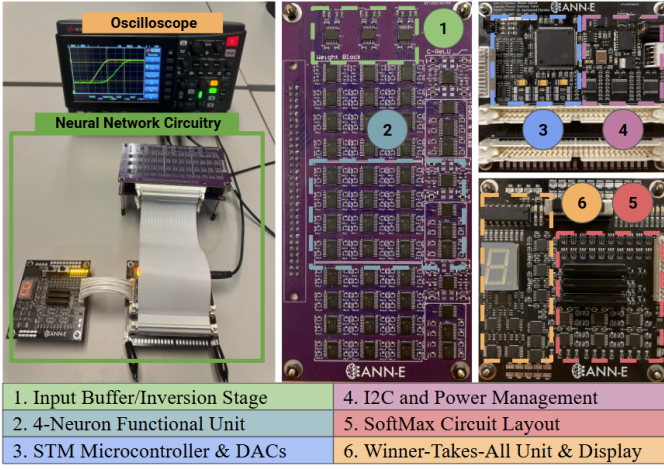 Oscilloscope
Neural Network Circuitry
ANN-E
Weight Block
C-ReLU
1
2
ANN-E
ANN-E
3
4
6
5
ANN-E
1. Input Buffer/Inversion Stage
4. I2C and Power Management
2. 4-Neuron Functional Unit
5. SoftMax Circuit Layout
3. STM Microcontroller & DACs
6. Winner-Takes-All Unit & Display